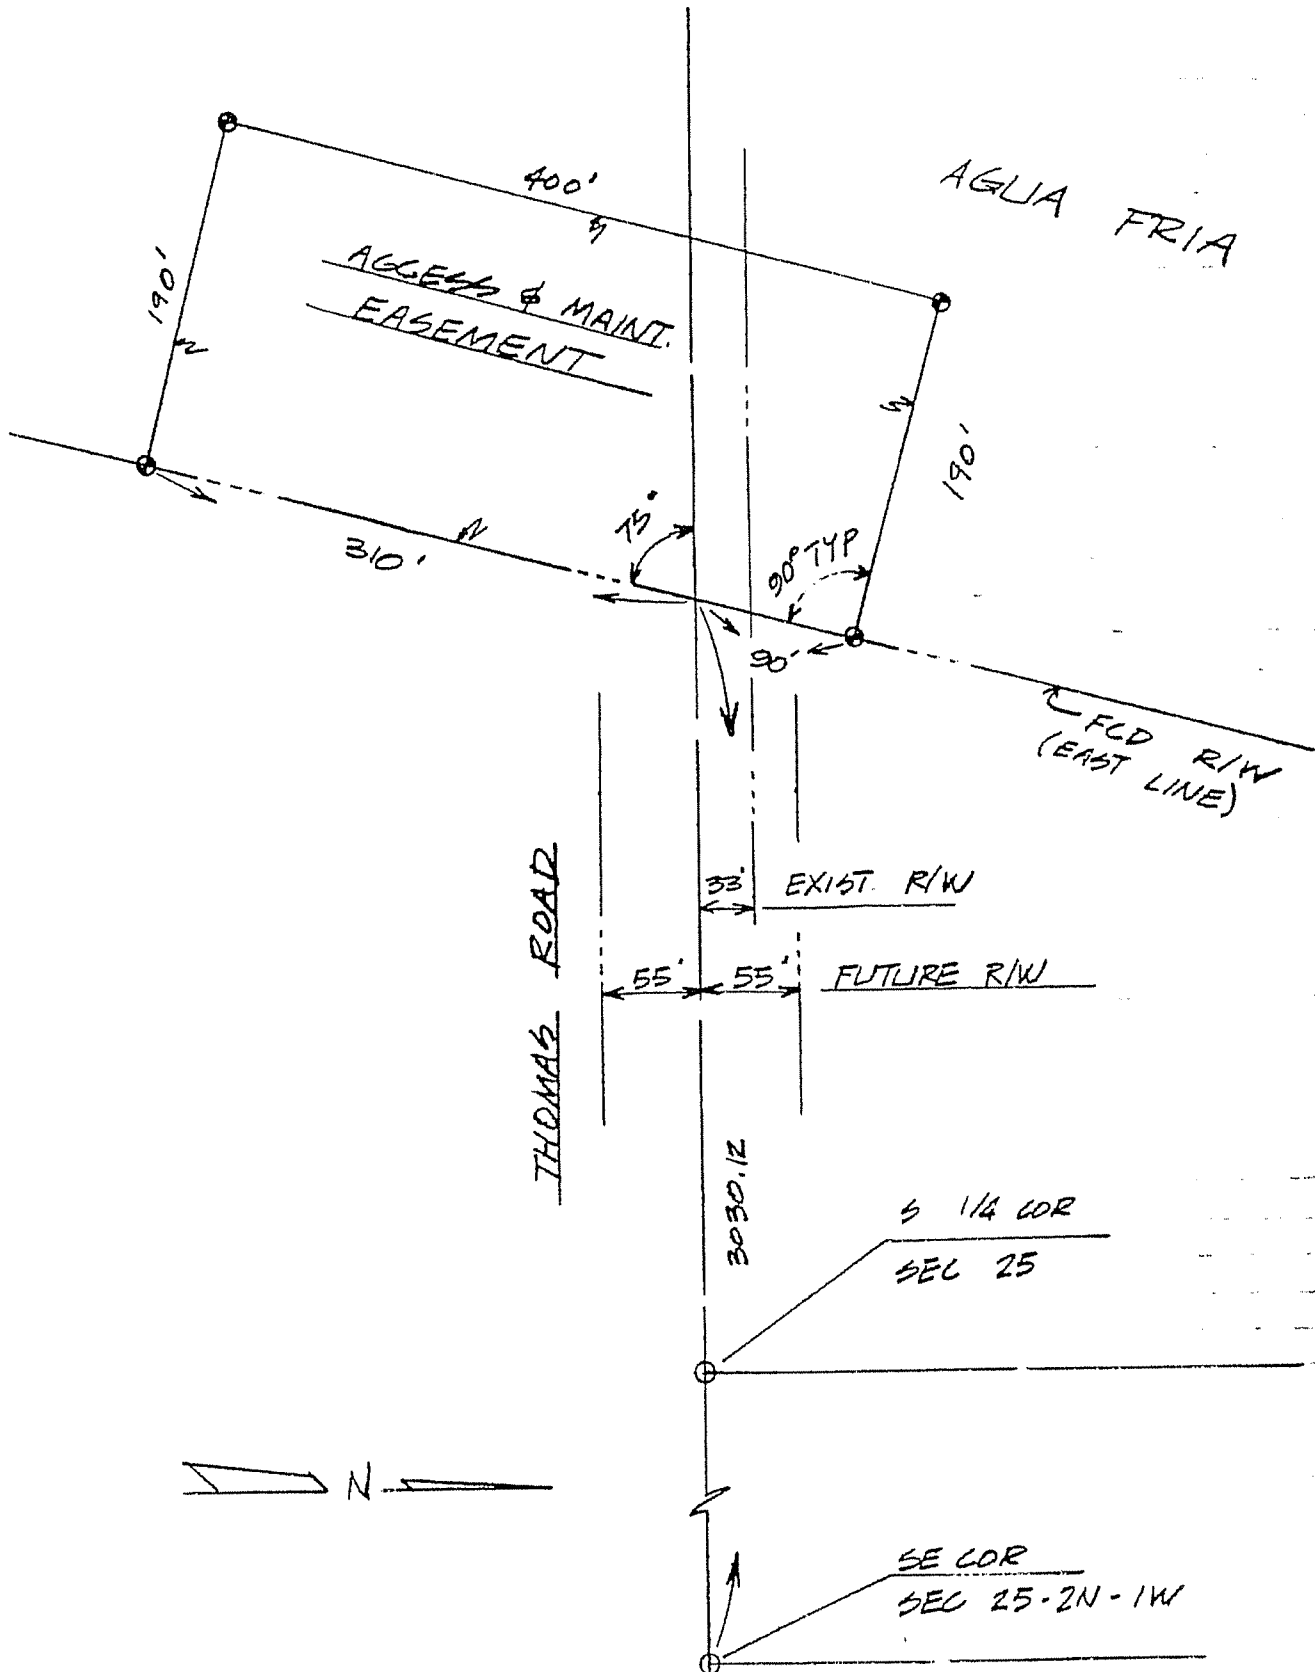 AGUA FRIA
400'
190'
ACCESS & MAINT.
EASEMENT
190'
75°
90° TYP
310'
90'
FCD R/W
(EAST LINE)
THOMAS ROAD
33' EXIST. R/W
55' 55' FUTURE R/W
3030.12
S 1/4 COR
SEC 25
N
SE COR
SEC 25-2N-1W